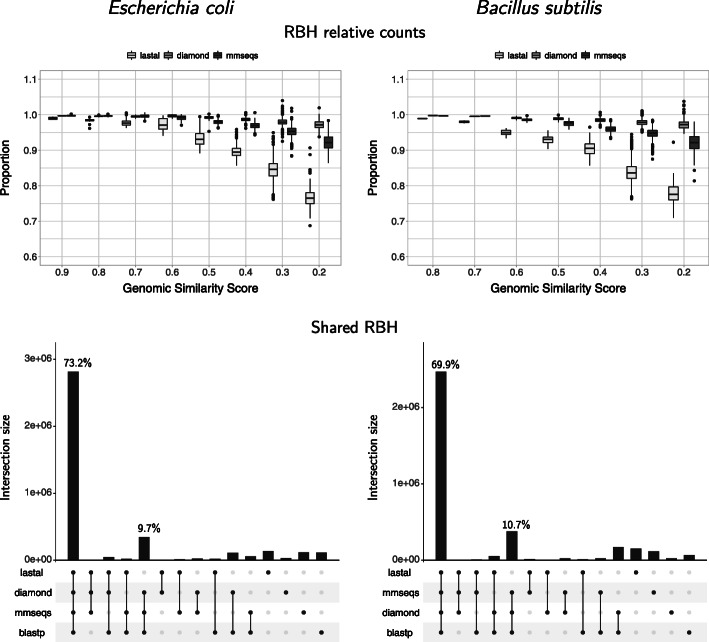 Escherichia coli
Bacillus subtilis
RBH relative counts
lastal diamond mmseqs
lastal diamond mmseqs
Proportion
1.1
1.0
0.9
0.8
0.7
0.6
0.9 0.8 0.7 0.6 0.5 0.4 0.3 0.2
Genomic Similarity Score
Proportion
1.1
1.0
0.9
0.8
0.7
0.6
0.8 0.7 0.6 0.5 0.4 0.3 0.2
Genomic Similarity Score
Shared RBH
Intersection size
3e+06
2e+06
1e+06
0e+00
73.2%
9.7%
lastal
diamond
mmseqs
blastp
Intersection size
2e+06
1e+06
0e+00
69.9%
10.7%
lastal
mmseqs
diamond
blastp